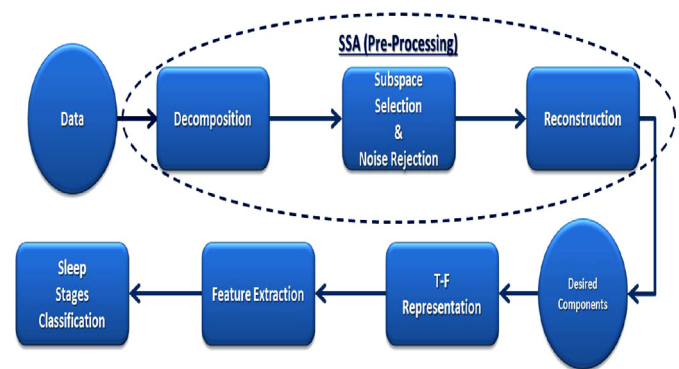 SSA (Pre-Processing)
Data
Decomposition
Subspace
Selection
&
Noise Rejection
Reconstruction
Desired
Components
T-F
Representation
Feature Extraction
Sleep
Stages
Classification